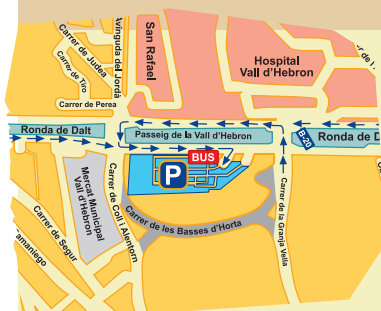 Avinguda del Jordà
San Rafael
Carrer de Judea
Carrer de Tiro
Hospital
Vall d'Hebron
Carrer de Perea
Ronda de Dalt
Passeig de la Vall d'Hebron
B-20
Ronda de D
BUS
P
Mercat Municipal
Vall d'Hebron
Carrer de Coll i Alentorn
Carrer de les Basses d'Horta
Carrer de la Granja Vella
Carrer de Segur
amaniego